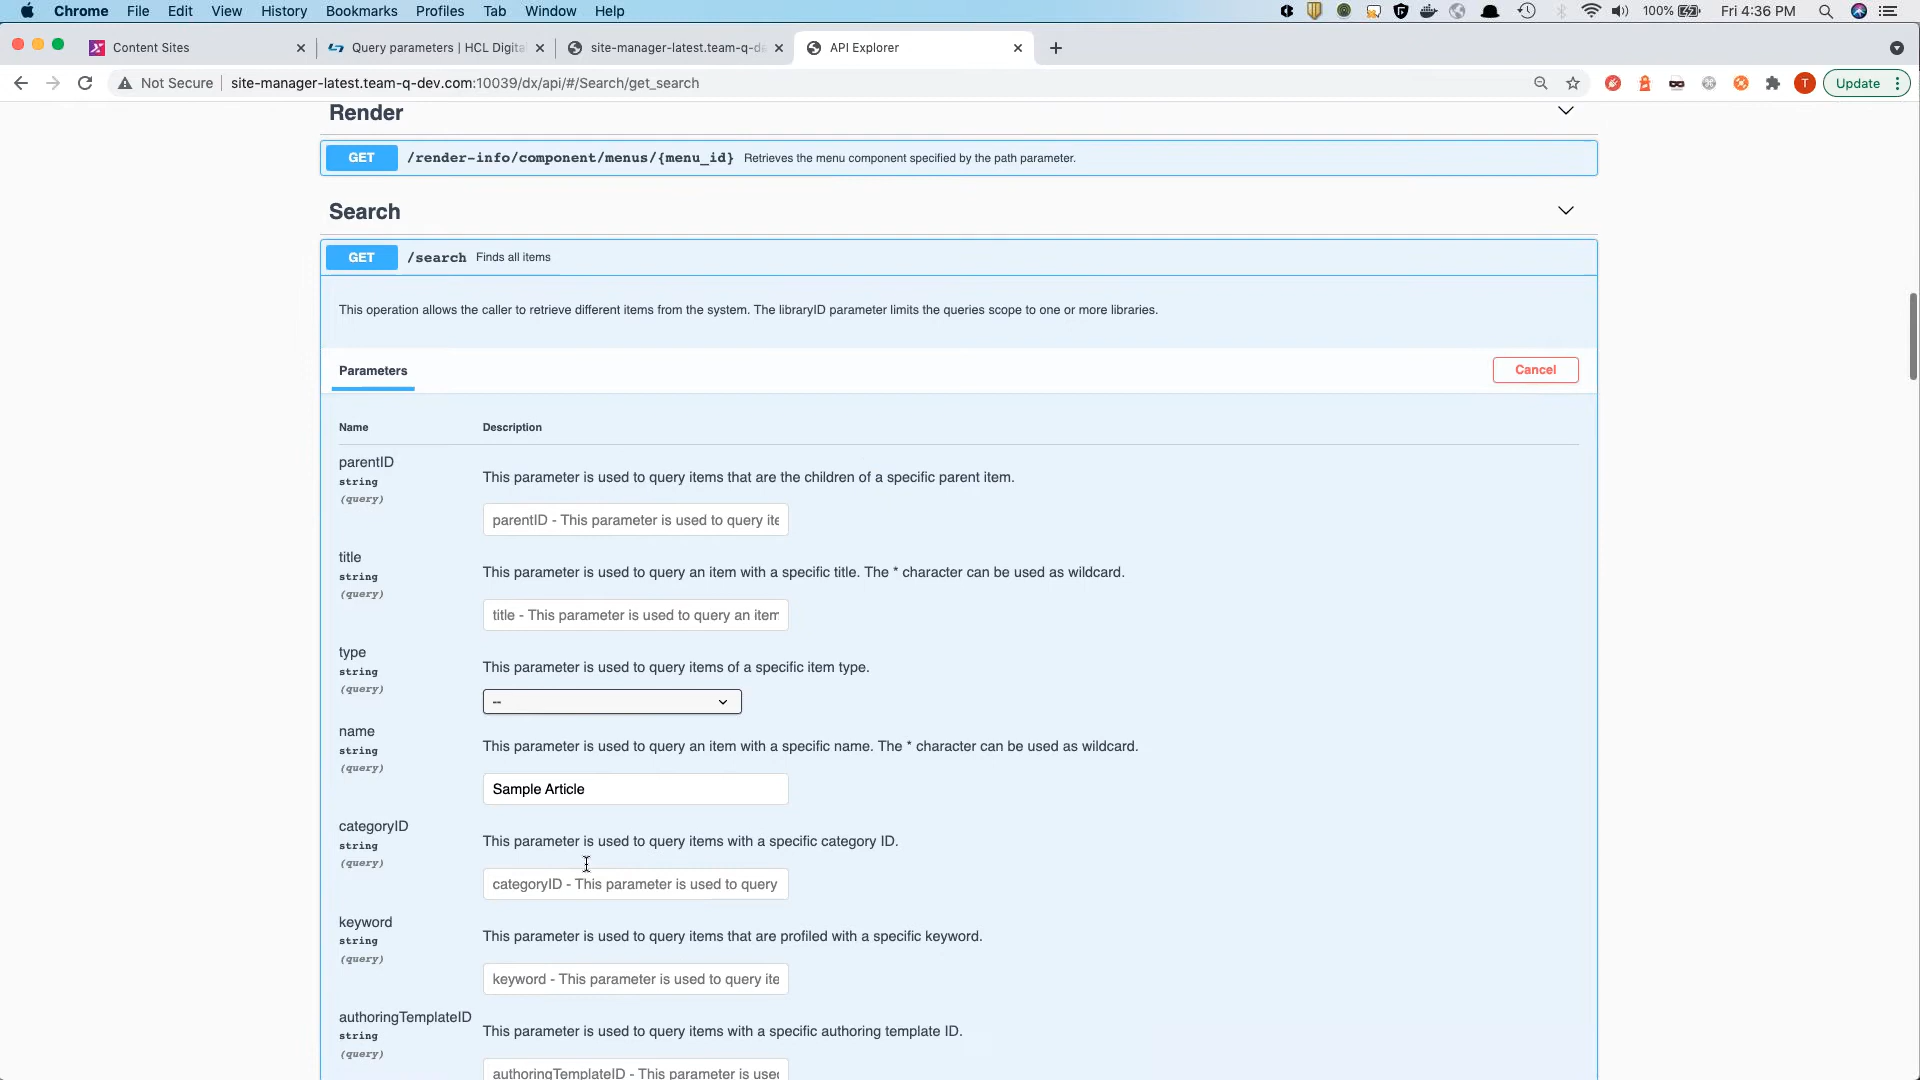 Chrome File Edit View History Bookmarks Profiles Tab Window Help 100% Fri 4:36 PM
Content Sites
Query parameters | HCL Digita
site-manager-latest.team-q-de
API Explorer
Not Secure site-manager-latest.team-q-dev.com:10039/dx/api/#/Search/get_search T Update
Render
GET /render-info/component/menus/{menu_id} Retrieves the menu component specified by the path parameter.
Search
GET /search Finds all items
This operation allows the caller to retrieve different items from the system. The libraryID parameter limits the queries scope to one or more libraries.
Parameters Cancel
Name Description
parentID
string
(query)
This parameter is used to query items that are the children of a specific parent item.
parentID - This parameter is used to query ite
title
string
(query)
This parameter is used to query an item with a specific title. The * character can be used as wildcard.
title - This parameter is used to query an item
type
string
(query)
This parameter is used to query items of a specific item type.
--
name
string
(query)
This parameter is used to query an item with a specific name. The * character can be used as wildcard.
Sample Article
categoryID
string
(query)
This parameter is used to query items with a specific category ID.
categoryID - This parameter is used to query
keyword
string
(query)
This parameter is used to query items that are profiled with a specific keyword.
keyword - This parameter is used to query ite
authoringTemplateID
string
(query)
This parameter is used to query items with a specific authoring template ID.
authoringTemplateID - This parameter is used